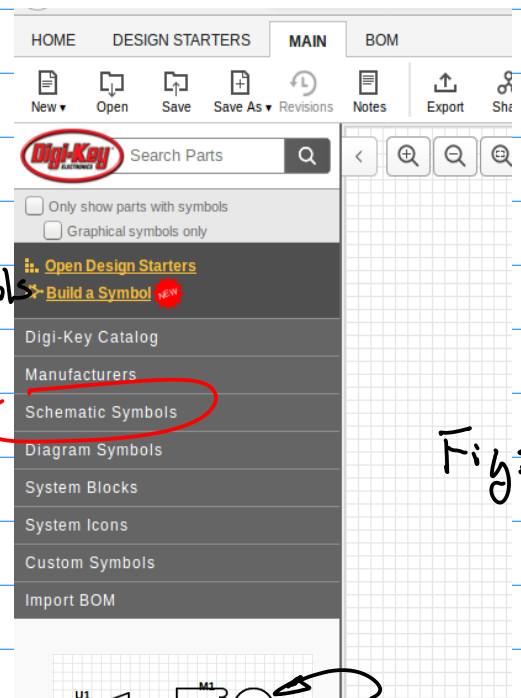 HOME DESIGN STARTERS MAIN BOM
New Open Save Save As Revisions Notes Export
Digi-Key Search Parts
ELECTRONICS
Only show parts with symbols
Graphical symbols only
Open Design Starters
Build a Symbol NEW
Digi-Key Catalog
Manufacturers
Schematic Symbols
Diagram Symbols
System Blocks
System Icons
Custom Symbols
Import BOM
Fig
U1 M1